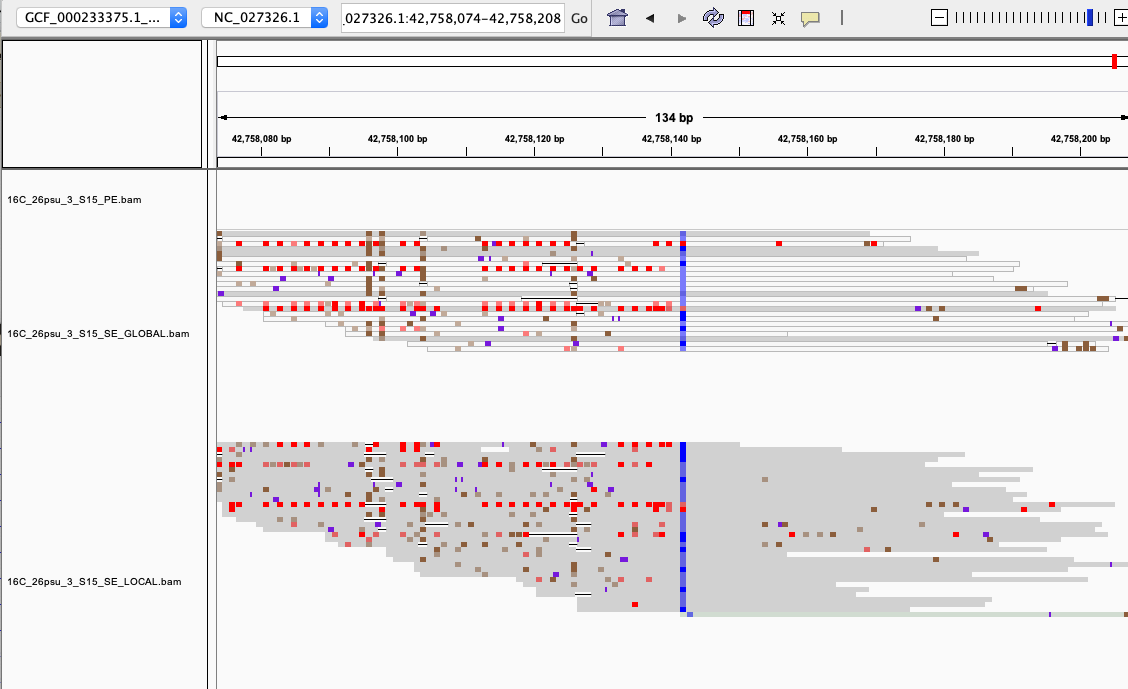 GCF_000233375.1_... NC_027326.1 .027326.1:42,758,074-42,758,208 Go
134 bp
42,758,080 bp 42,758,100 bp 42,758,120 bp 42,758,140 bp 42,758,160 bp 42,758,180 bp 42,758,200 bp
16C_26psu_3_S15_PE.bam
16C_26psu_3_S15_SE_GLOBAL.bam
16C_26psu_3_S15_SE_LOCAL.bam